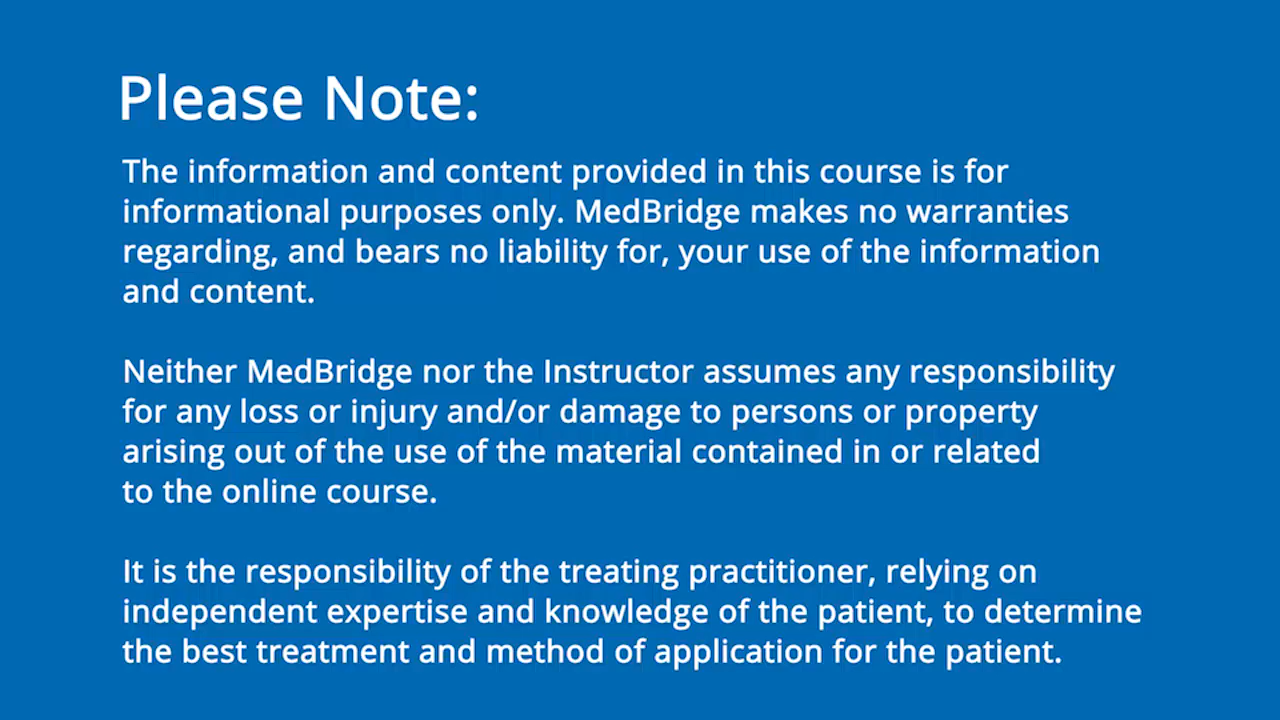 Please Note:
The information and content provided in this course is for
informational purposes only. MedBridge makes no warranties
regarding, and bears no liability for, your use of the information
and content.
Neither MedBridge nor the Instructor assumes any responsibility
for any loss or injury and/or damage to persons or property
arising out of the use of the material contained in or related
to the online course.
It is the responsibility of the treating practitioner, relying on
independent expertise and knowledge of the patient, to determine
the best treatment and method of application for the patient.